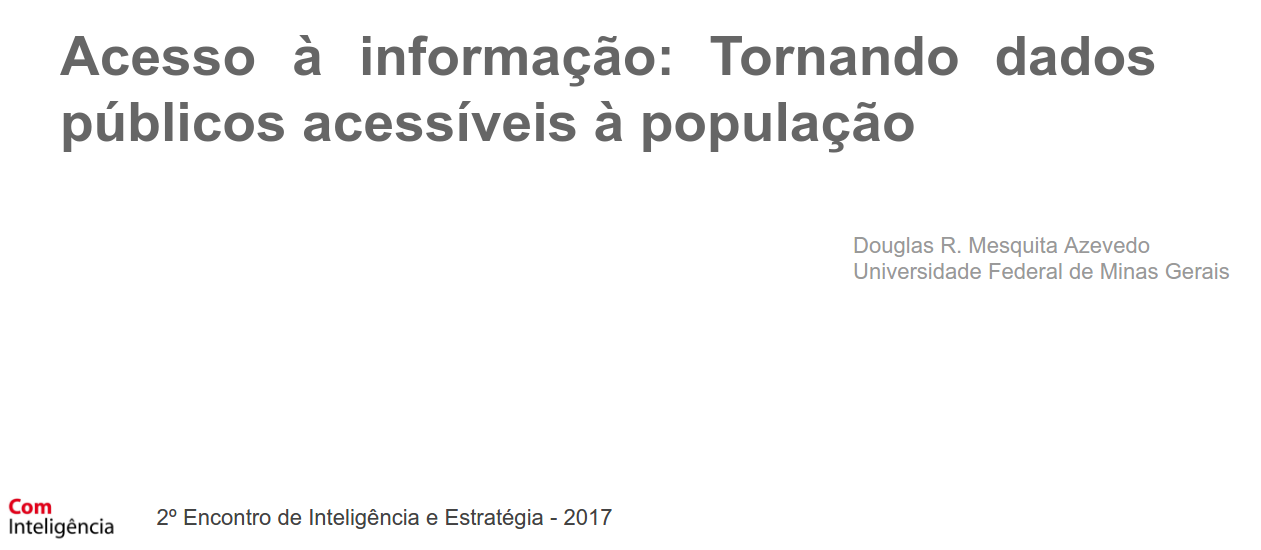 Acesso à informação: Tornando dados
públicos acessíveis à população
Douglas R. Mesquita Azevedo
Universidade Federal de Minas Gerais
Com
Inteligência
2º Encontro de Inteligência e Estratégia - 2017